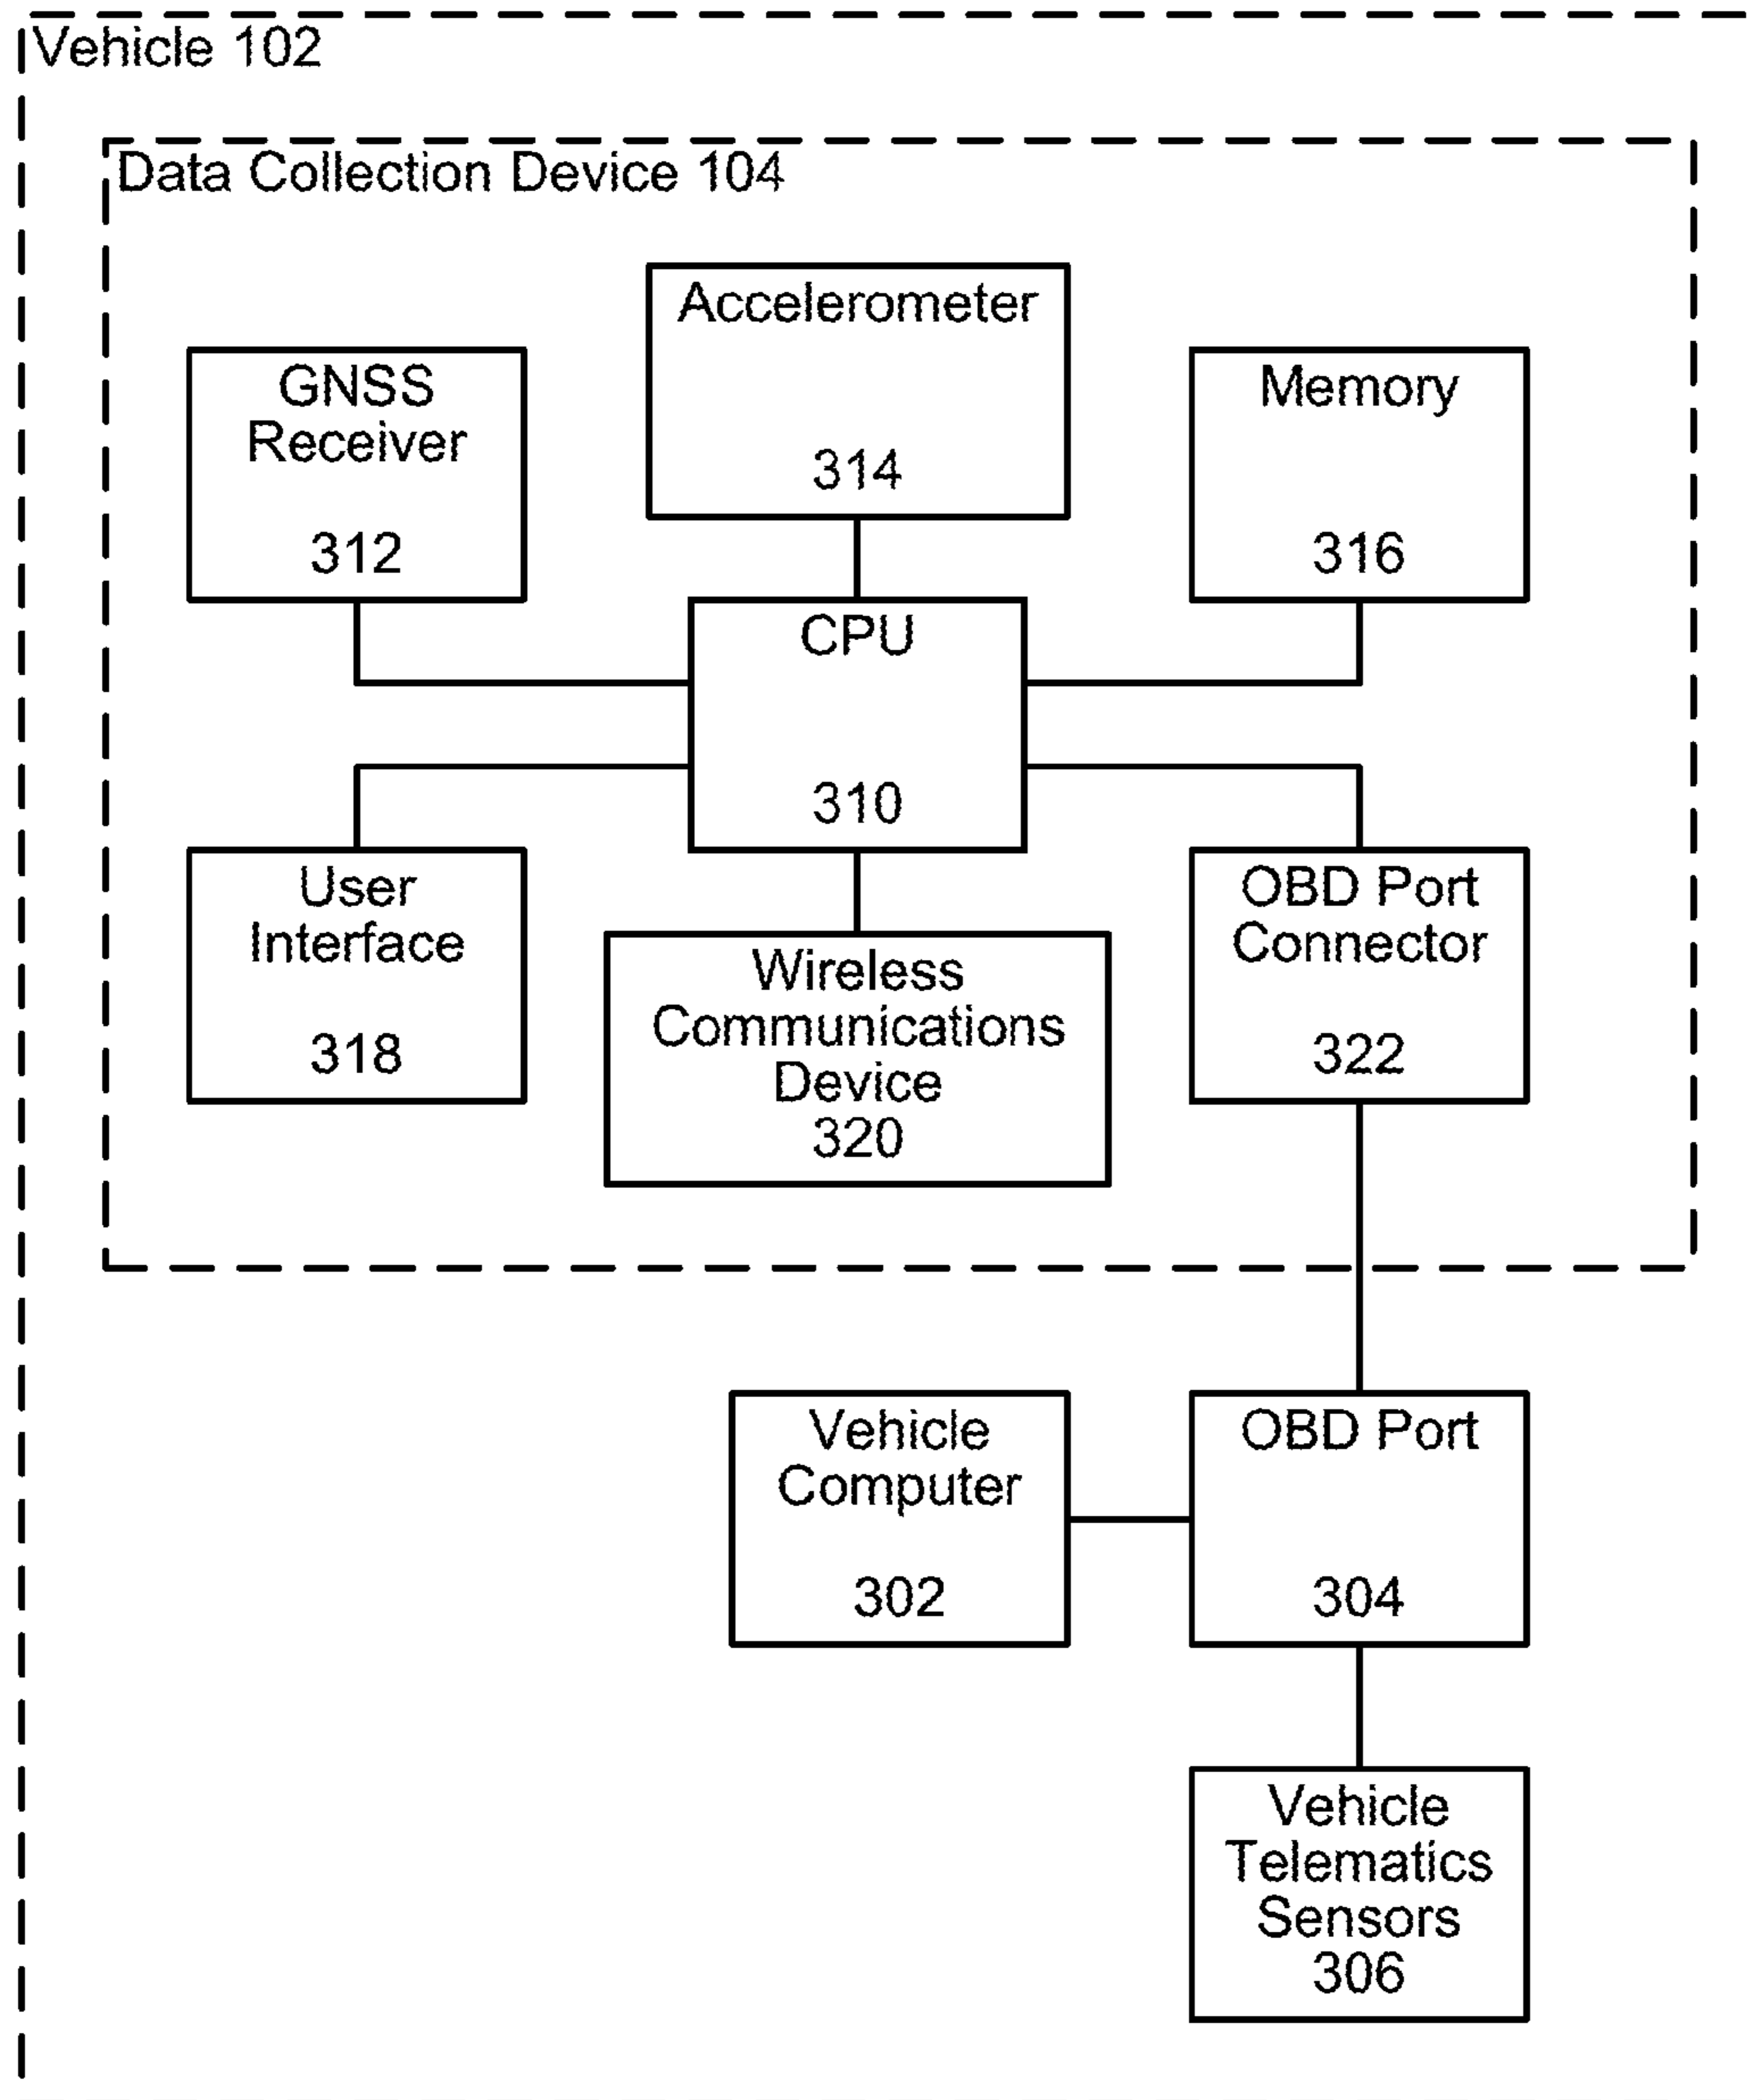 Vehicle 102
Data Collection Device 104
Accelerometer
314
GNSS
Receiver
312
Memory
316
CPU
310
User
Interface
318
Wireless
Communications
Device
320
OBD Port
Connector
322
Vehicle
Computer
302
OBD Port
304
Vehicle
Telematics
Sensors
306